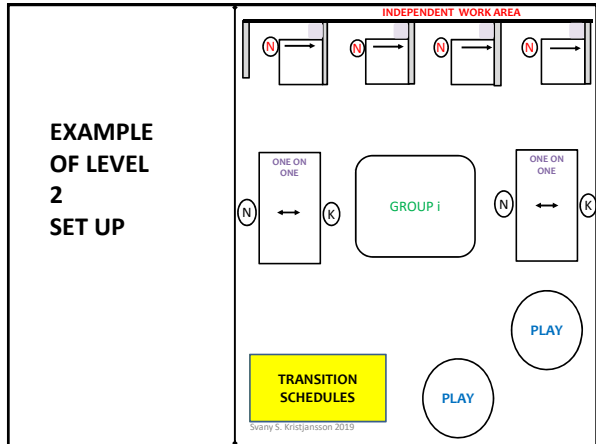 INDEPENDENT WORK AREA
N
N
N
N
EXAMPLE
OF LEVEL
2
SET UP
ONE ON
ONE
N
K
GROUP i
ONE ON
ONE
N
K
PLAY
TRANSITION
SCHEDULES
PLAY
Svany S. Kristjansson 2019